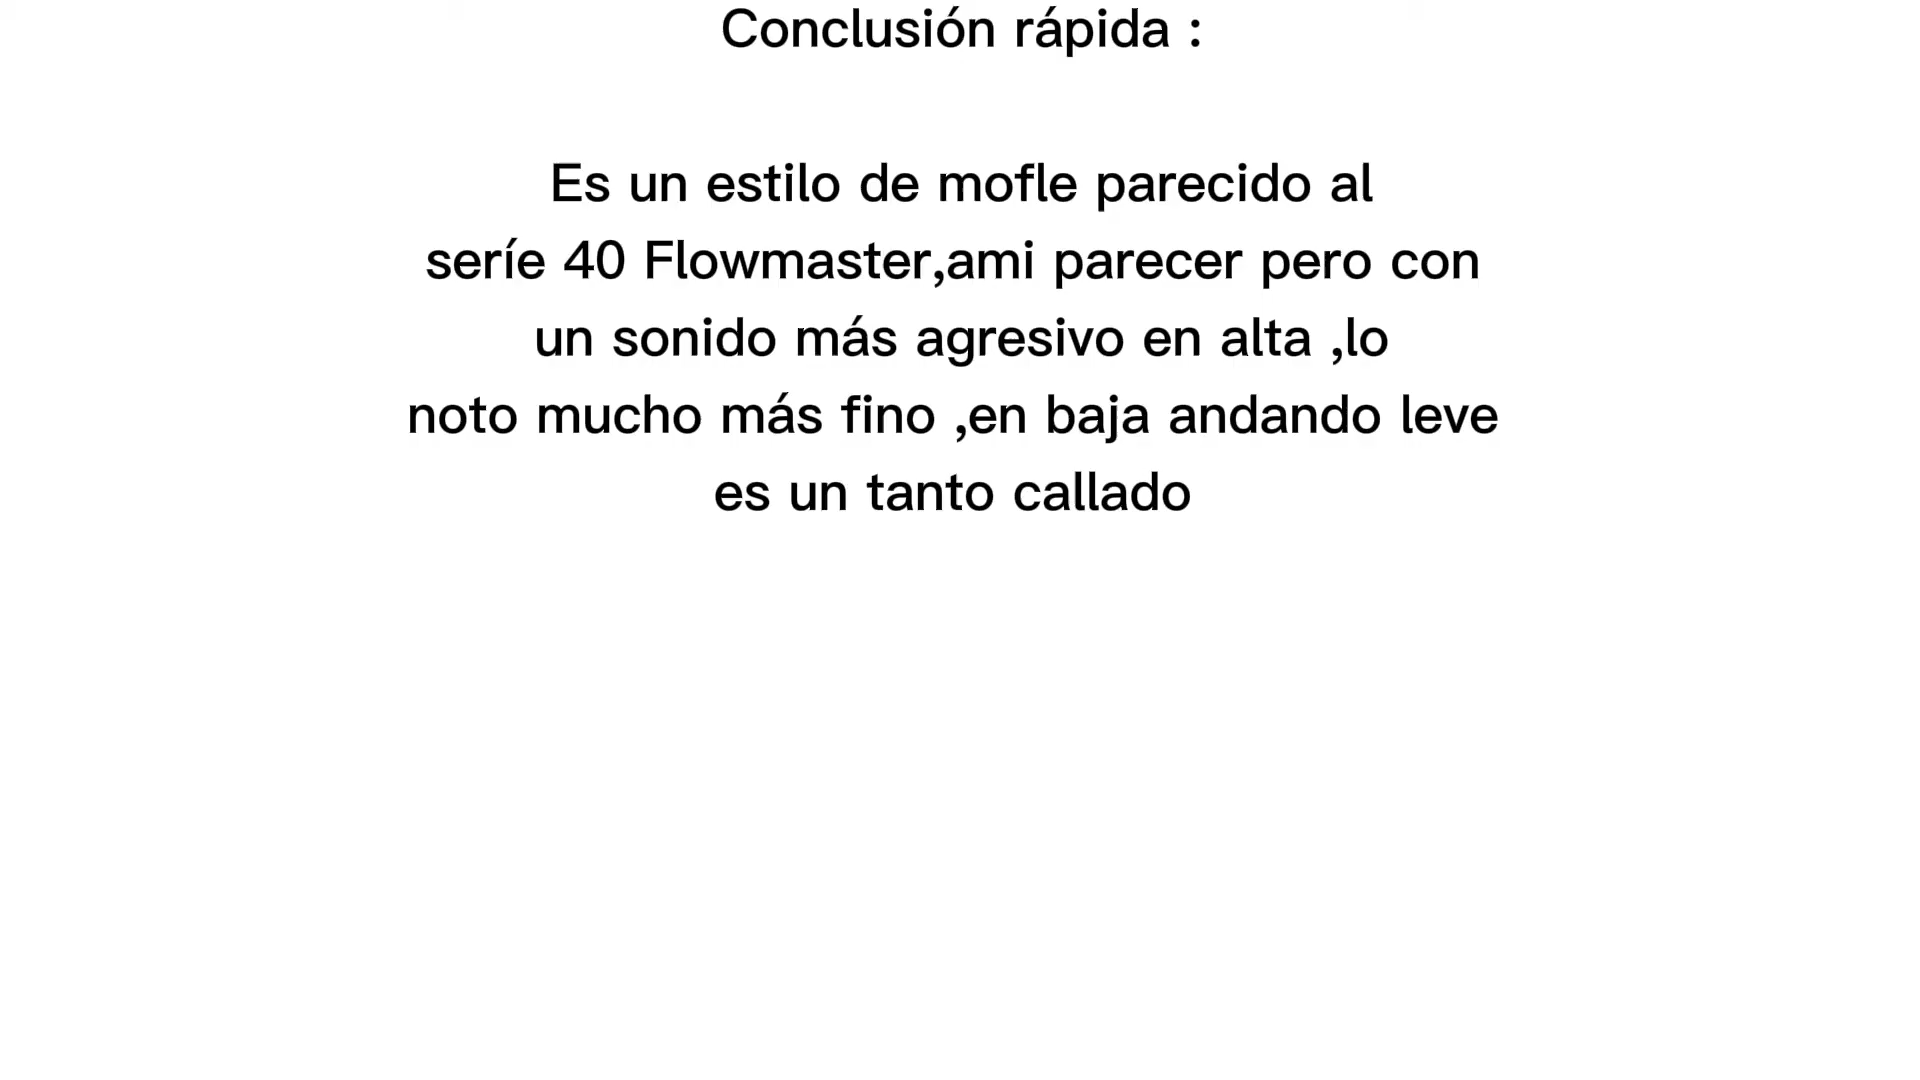 Conclusión rápida :
Es un estilo de mofle parecido al
seríe 40 Flowmaster,ami parecer pero con
un sonido más agresivo en alta ,lo
noto mucho más fino ,en baja andando leve
es un tanto callado